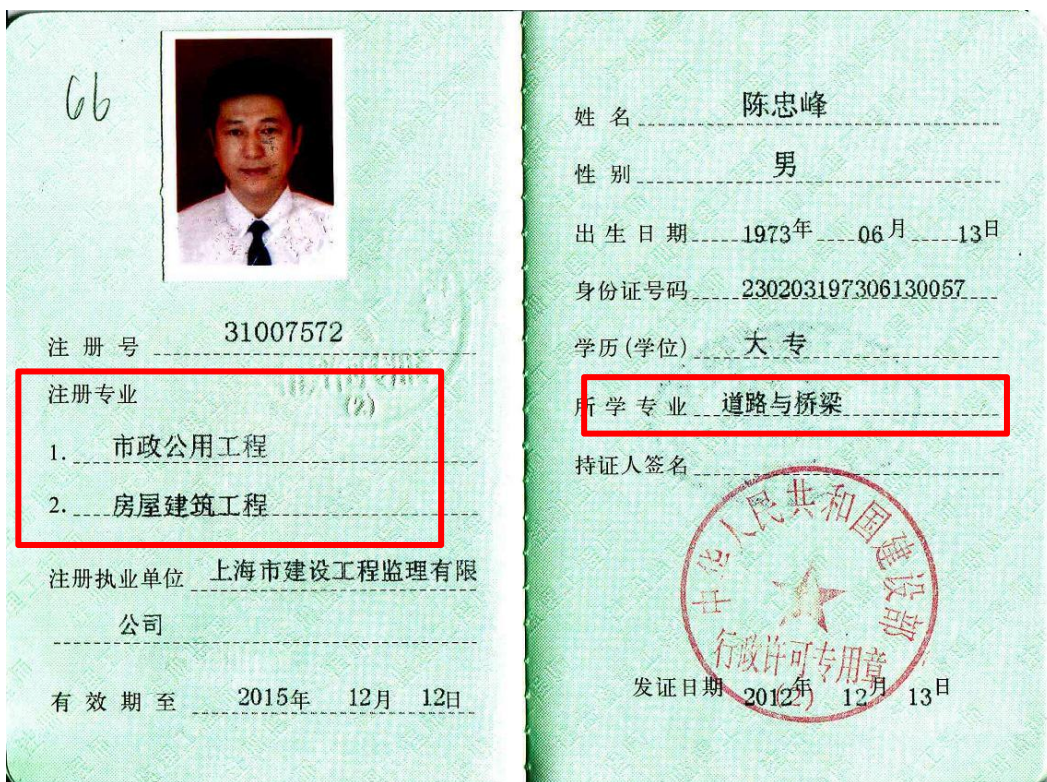 66
注册号 31007572
注册专业
(2)
1. 市政公用工程
2. 房屋建筑工程
注册执业单位 上海市建设工程监理有限
公司
有效期至 2015年 12月 12日
姓名 陈忠峰
性别 男
出生日期 1973年 06月 13日
身份证号码 230203197306130057
学历(学位) 大专
所学专业 道路与桥梁
持证人签名
中华人民共和国建设部
行政许可专用章
(2)
发证日期 2012年 12月 13日